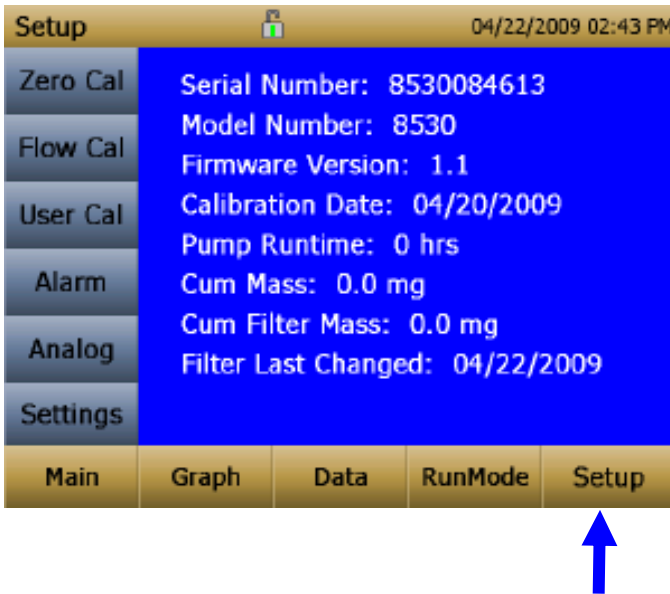 Setup 04/22/2009 02:43 PM
Zero Cal
Flow Cal
User Cal
Alarm
Analog
Settings
Serial Number: 8530084613
Model Number: 8530
Firmware Version: 1.1
Calibration Date: 04/20/2009
Pump Runtime: 0 hrs
Cum Mass: 0.0 mg
Cum Filter Mass: 0.0 mg
Filter Last Changed: 04/22/2009
Main Graph Data RunMode Setup